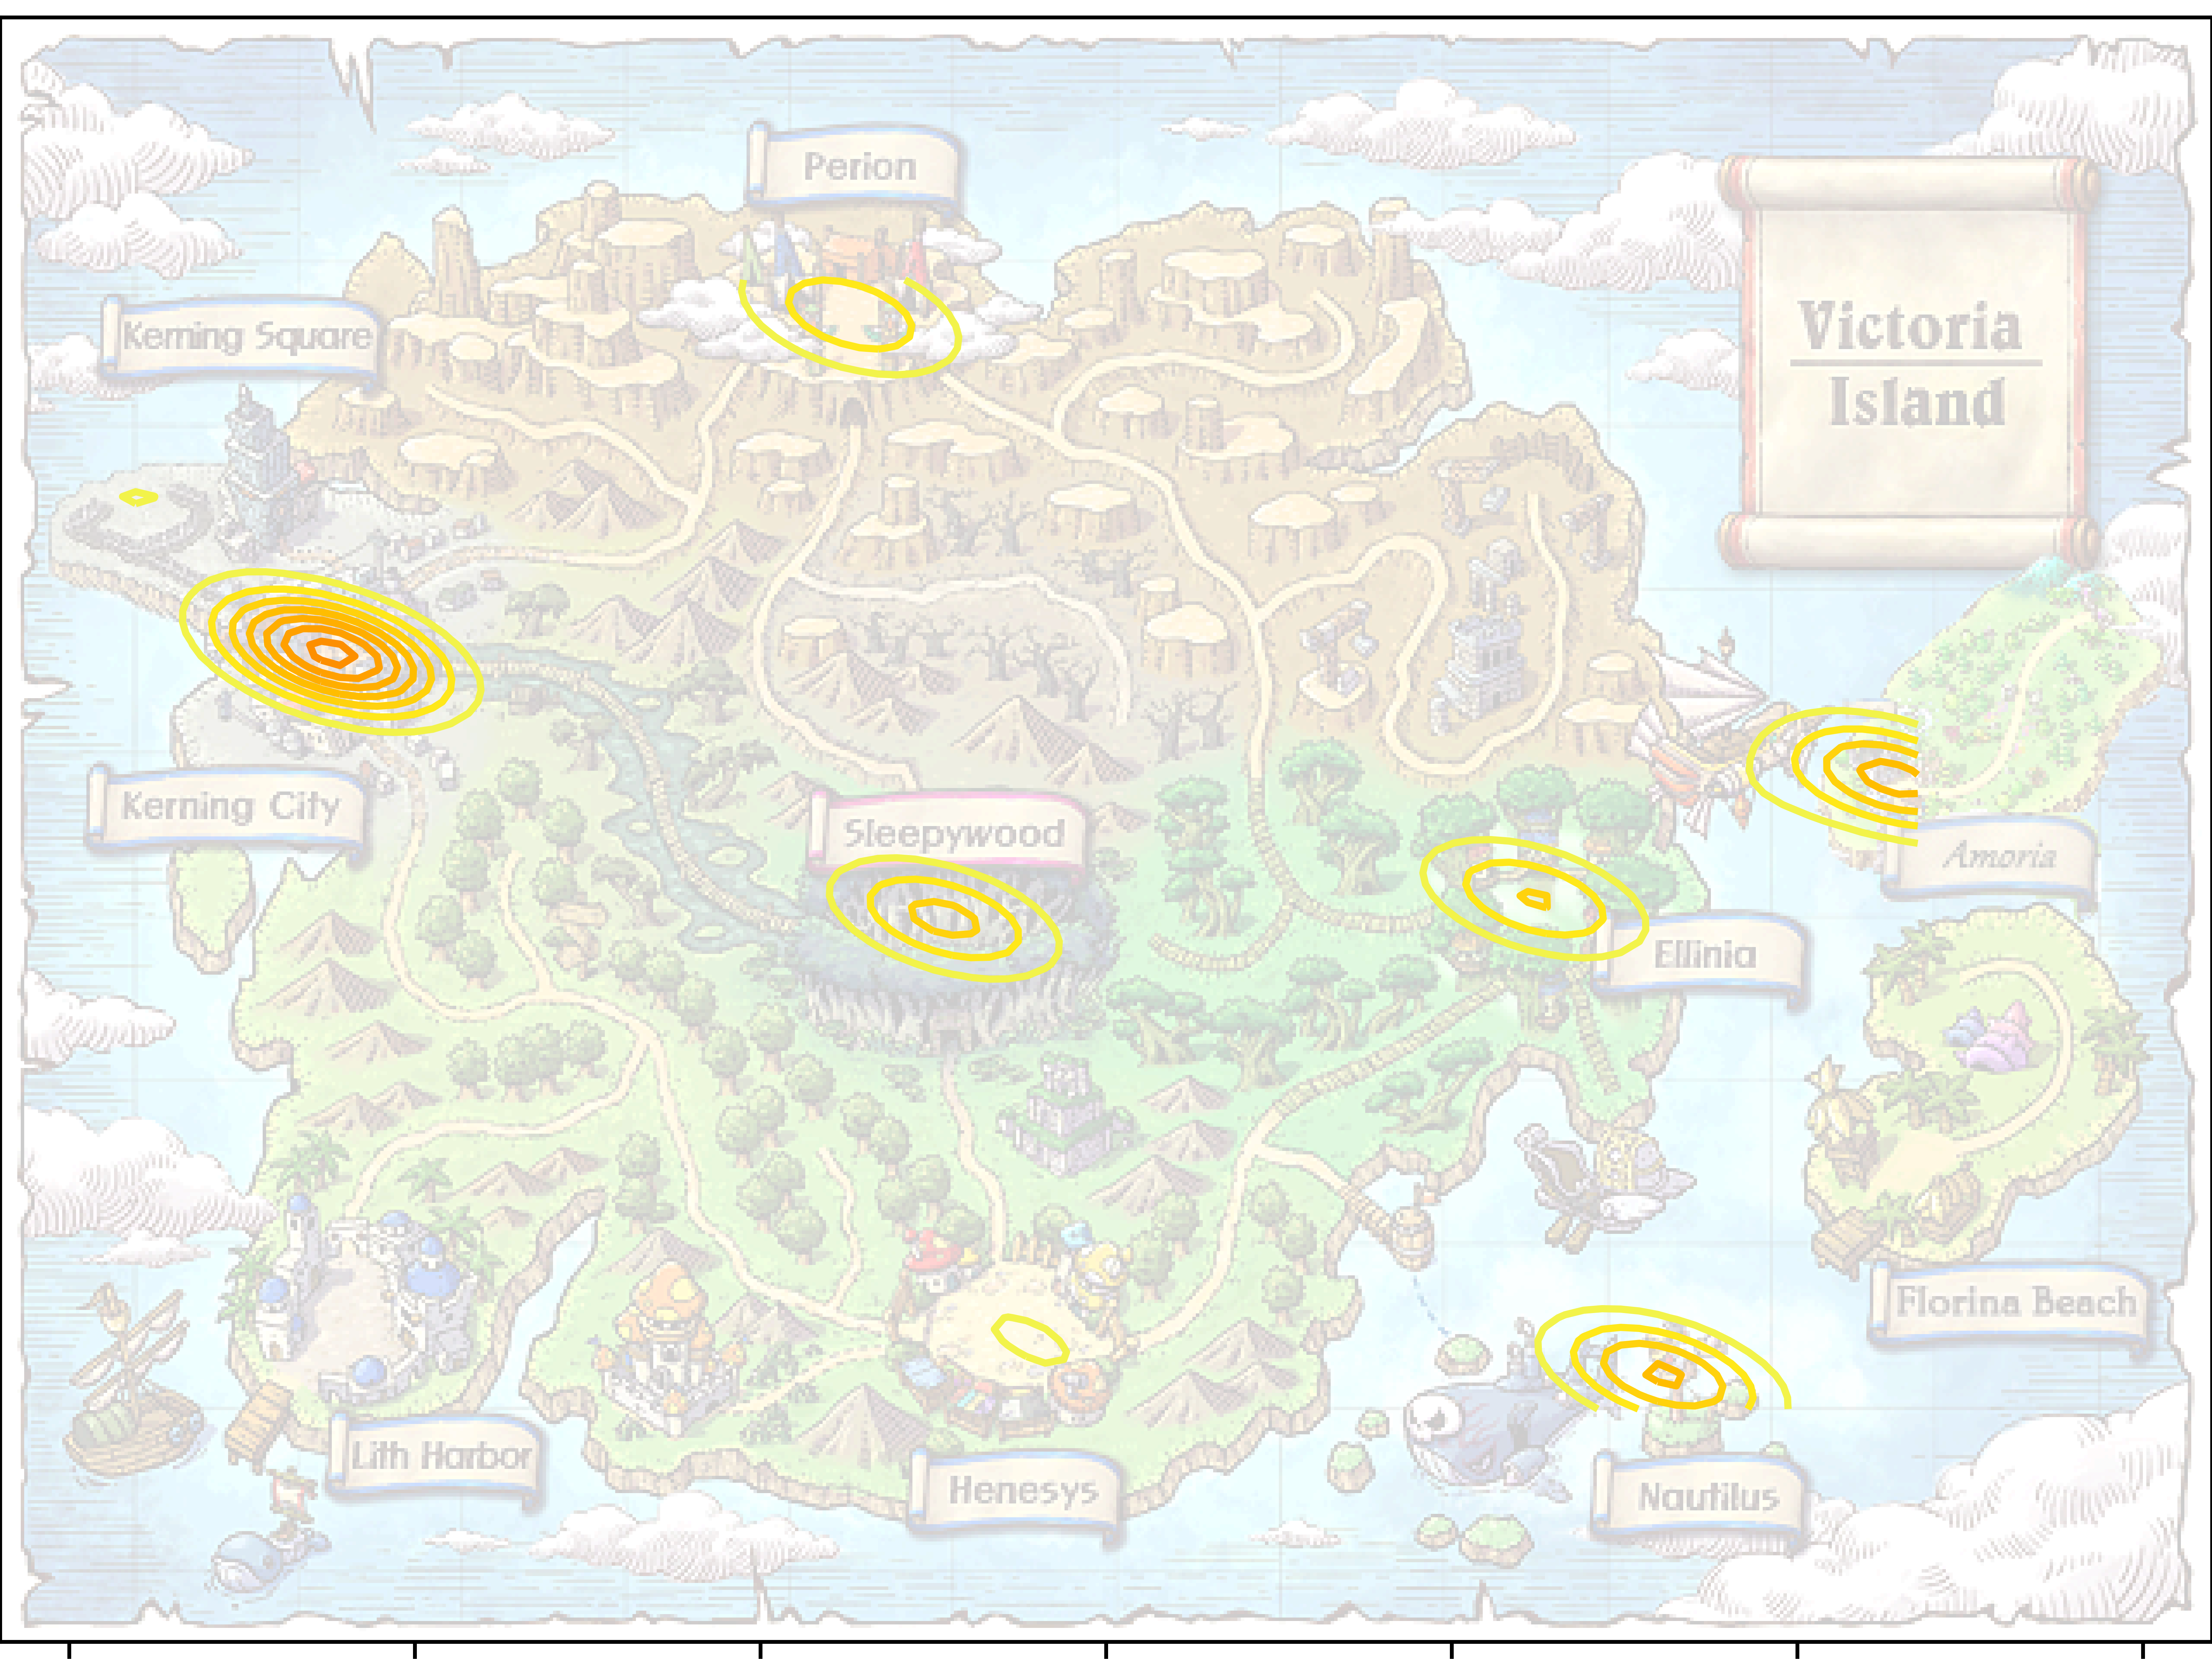 Perion
Kerning Square
Victoria
Island
Kerning City
Sleepywood
Amoria
Ellinia
Florina Beach
Lith Harbor
Henesys
Nautilus